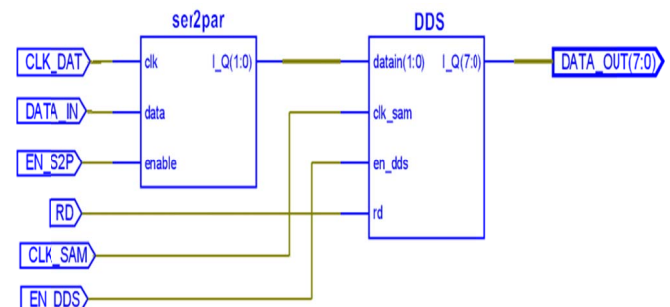 ser2par
DDS
CLK_DAT
clk
I_Q(1:0)
datain(1:0)
I_Q(7:0)
DATA_OUT(7:0)
DATA_IN
data
clk_sam
EN_S2P
enable
en_dds
RD
rd
CLK_SAM
EN_DDS